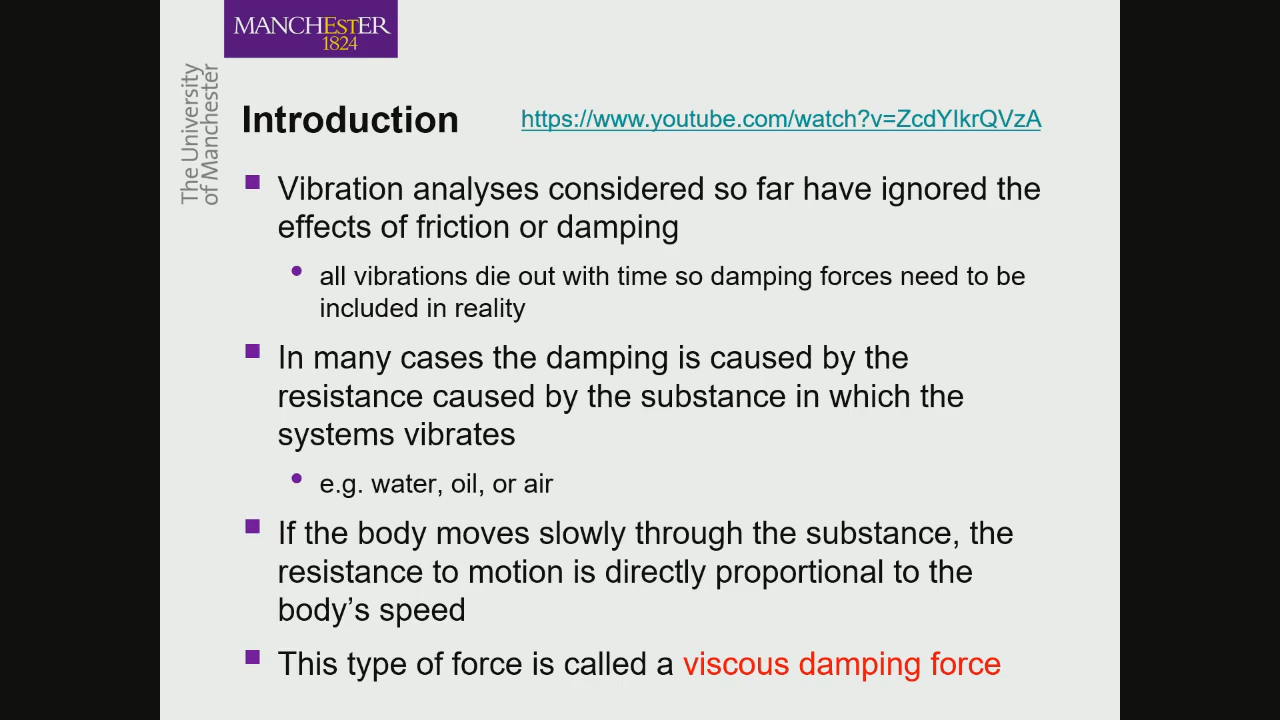 MANCHESTER
1824
The University
of Manchester
Introduction
https://www.youtube.com/watch?v=ZcdYIkrQVzA
Vibration analyses considered so far have ignored the
effects of friction or damping
all vibrations die out with time so damping forces need to be
included in reality
In many cases the damping is caused by the
resistance caused by the substance in which the
systems vibrates
e.g. water, oil, or air
If the body moves slowly through the substance, the
resistance to motion is directly proportional to the
body’s speed
This type of force is called a viscous damping force